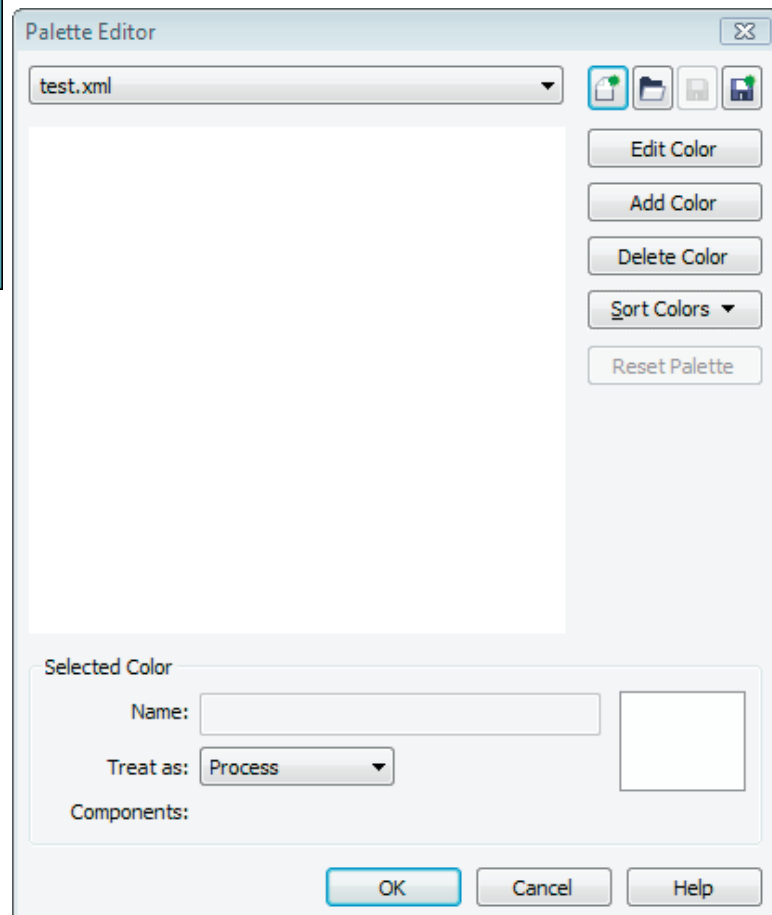 Palette Editor
test.xml
Edit Color
Add Color
Delete Color
Sort Colors
Reset Palette
Selected Color
Name:
Treat as: Process
Components:
OK Cancel Help